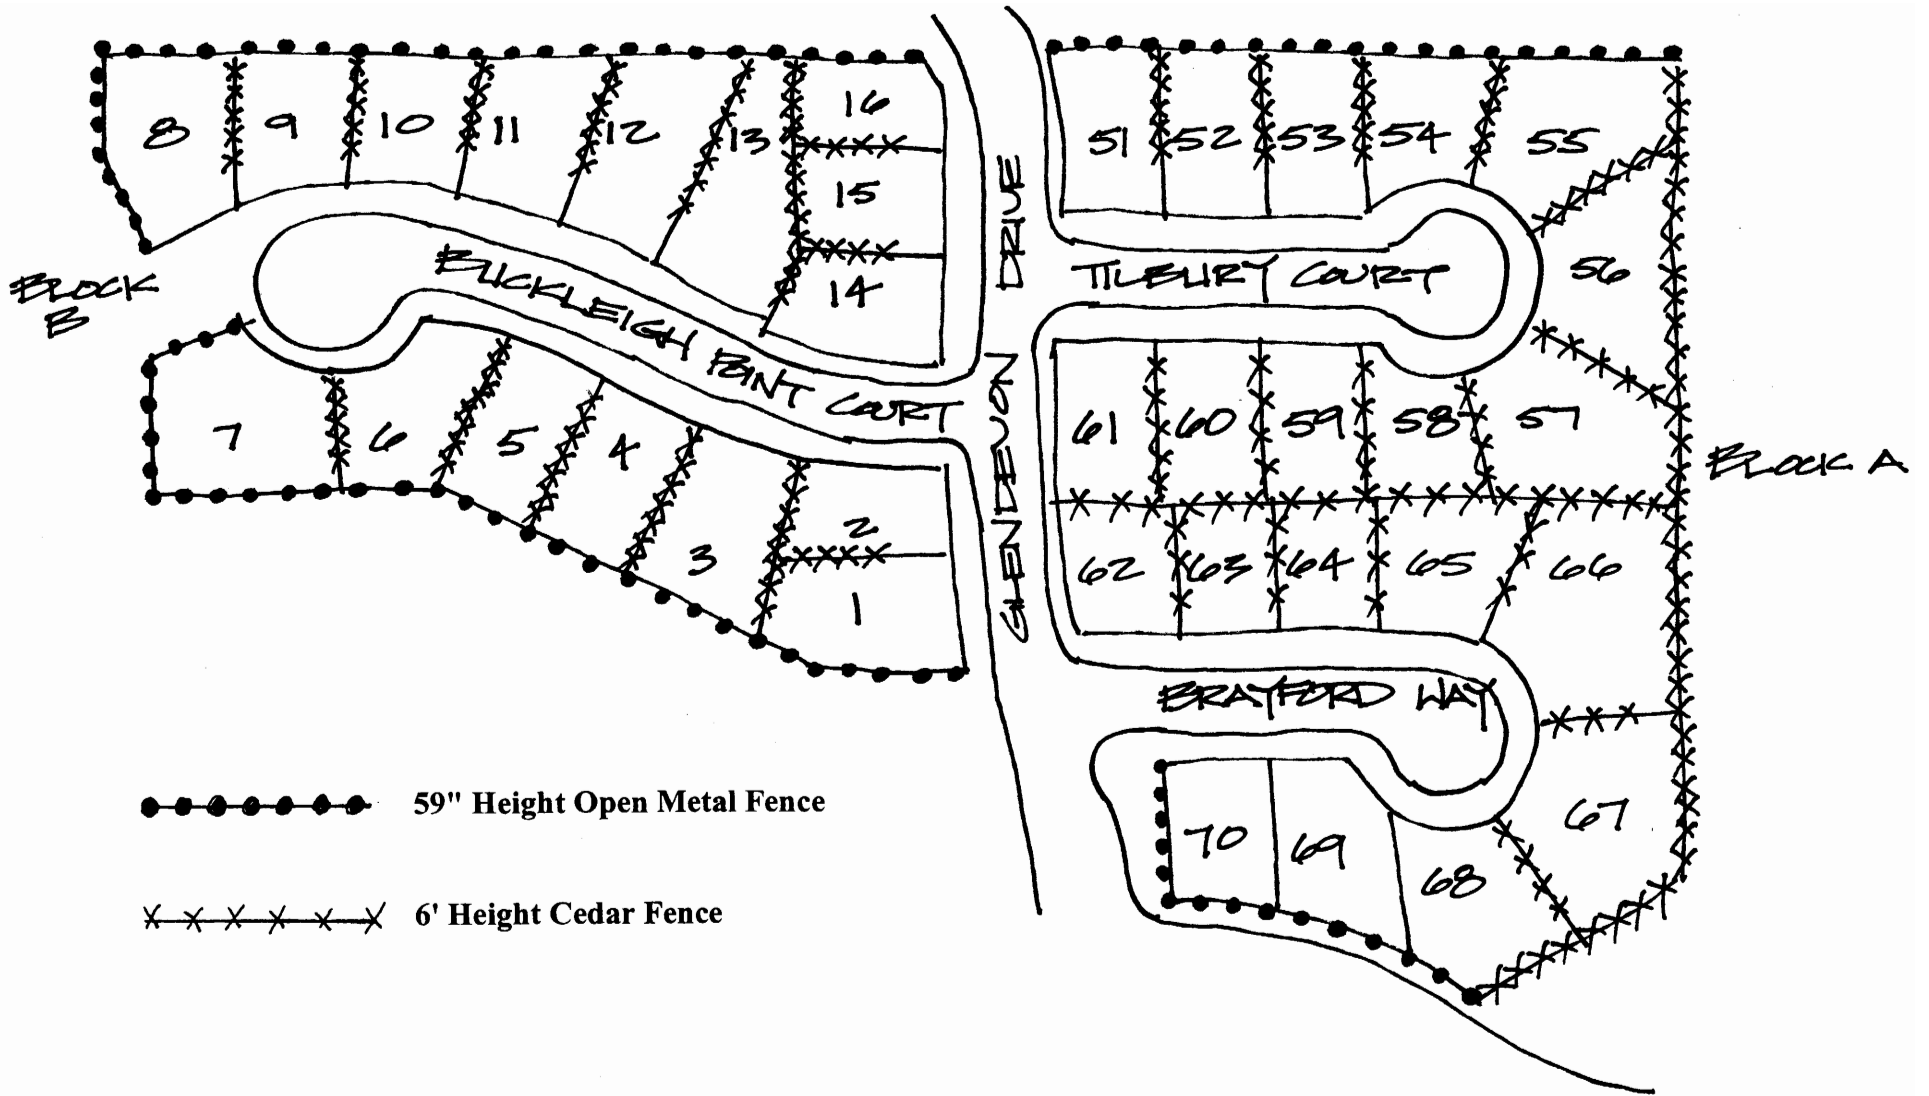 8 9 10 11 12 13 16
15
14
51 52 53 54 55
56
BLOCK
B
BUCKLEIGH POINT COURT
GLENDEVON DRIVE
TILBURY COURT
7 6 5 4 3 2
1
61 60 59 58 57
BLOCK A
62 63 64 65 66
BRAYFORD WAY
67
70 69 68
59" Height Open Metal Fence
6' Height Cedar Fence